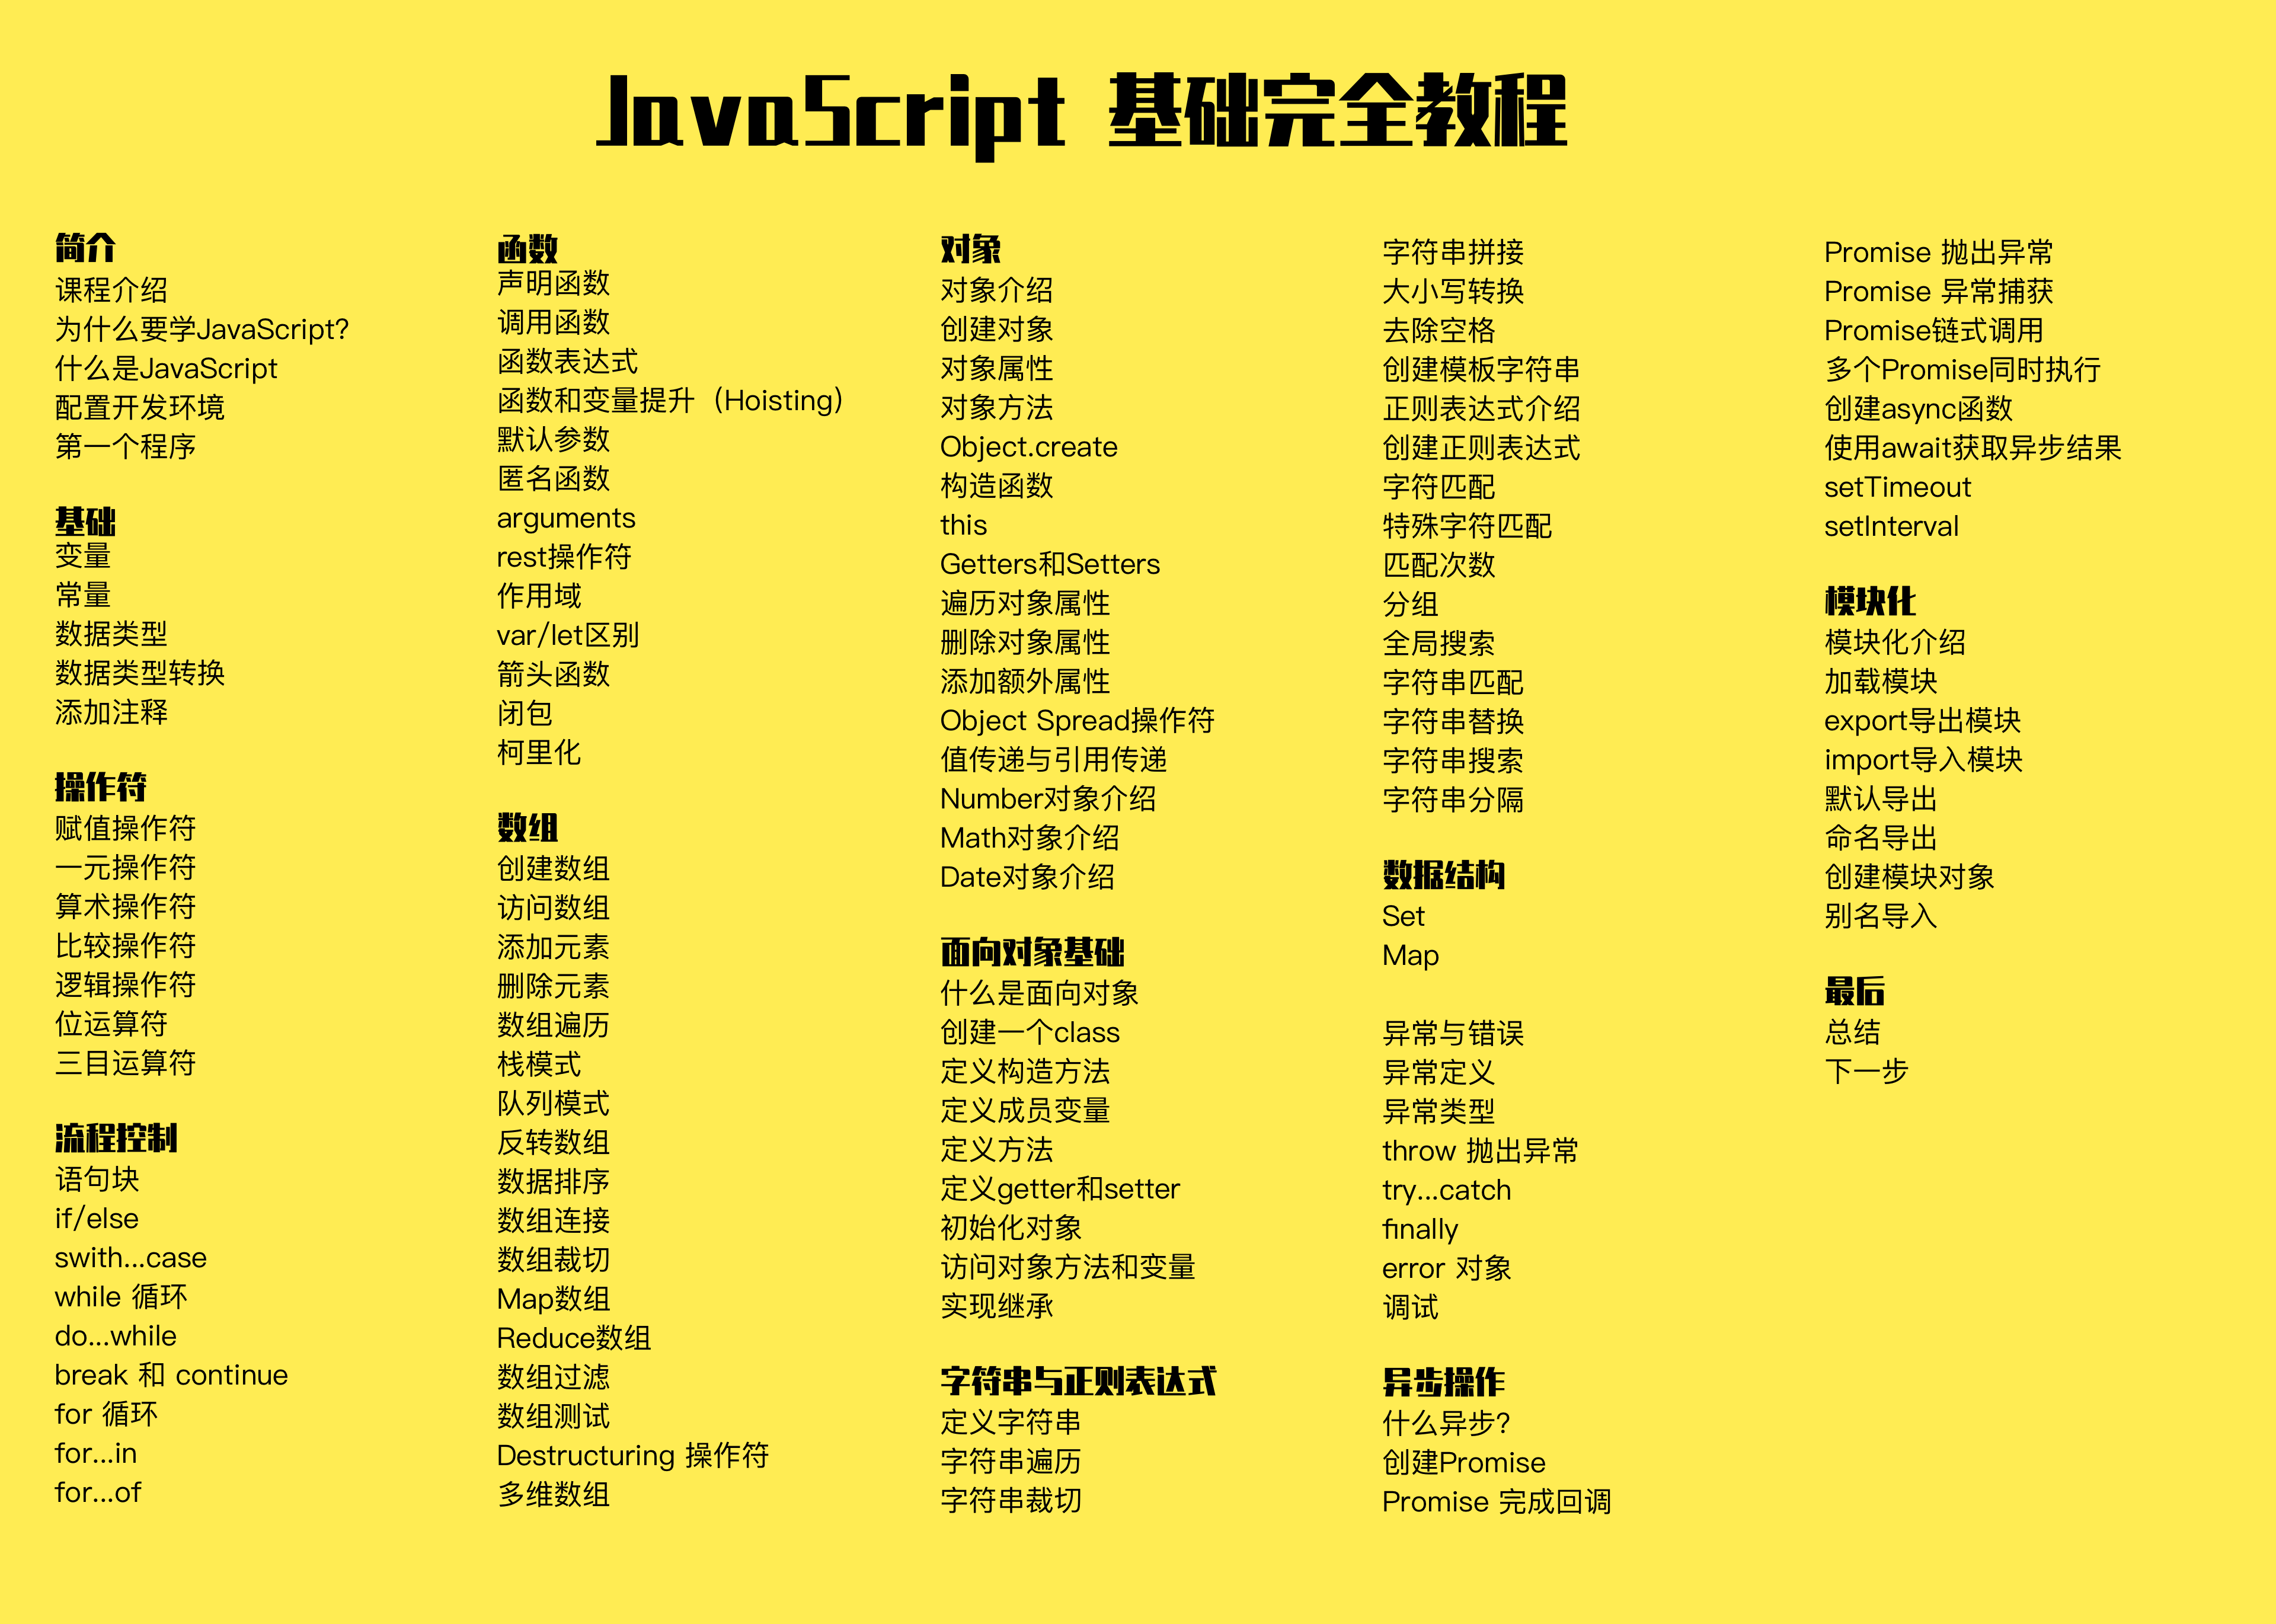 JavaScript 基础完全教程
简介
课程介绍
为什么要学JavaScript?
什么是JavaScript
配置开发环境
第一个程序
基础
变量
常量
数据类型
数据类型转换
添加注释
操作符
赋值操作符
一元操作符
算术操作符
比较操作符
逻辑操作符
位运算符
三目运算符
流程控制
语句块
if/else
swith...case
while 循环
do...while
break 和 continue
for 循环
for...in
for...of
函数
声明函数
调用函数
函数表达式
函数和变量提升（Hoisting）
默认参数
匿名函数
arguments
rest操作符
作用域
var/let区别
箭头函数
闭包
柯里化
数组
创建数组
访问数组
添加元素
删除元素
数组遍历
栈模式
队列模式
反转数组
数据排序
数组连接
数组裁切
Map数组
Reduce数组
数组过滤
数组测试
Destructuring 操作符
多维数组
对象
对象介绍
创建对象
对象属性
对象方法
Object.create
构造函数
this
Getters和Setters
遍历对象属性
删除对象属性
添加额外属性
Object Spread操作符
值传递与引用传递
Number对象介绍
Math对象介绍
Date对象介绍
面向对象基础
什么是面向对象
创建一个class
定义构造方法
定义成员变量
定义方法
定义getter和setter
初始化对象
访问对象方法和变量
实现继承
字符串与正则表达式
定义字符串
字符串遍历
字符串裁切
字符串拼接
大小写转换
去除空格
创建模板字符串
正则表达式介绍
创建正则表达式
字符匹配
特殊字符匹配
匹配次数
分组
全局搜索
字符串匹配
字符串替换
字符串搜索
字符串分隔
数据结构
Set
Map
异常与错误
异常定义
异常类型
throw 抛出异常
try...catch
finally
error 对象
调试
异步操作
什么异步?
创建Promise
Promise 完成回调
Promise 抛出异常
Promise 异常捕获
Promise链式调用
多个Promise同时执行
创建async函数
使用await获取异步结果
setTimeout
setInterval
模块化
模块化介绍
加载模块
export导出模块
import导入模块
默认导出
命名导出
创建模块对象
别名导入
最后
总结
下一步